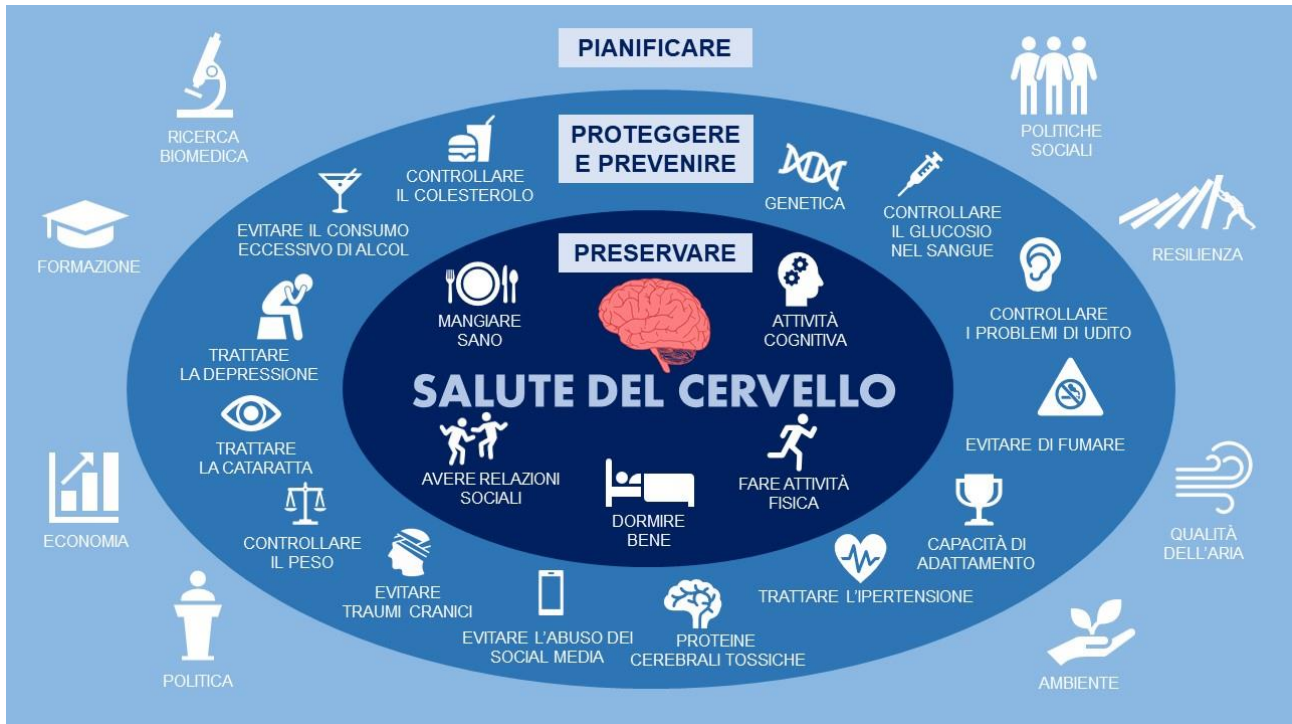 PIANIFICARE
RICERCA
BIOMEDICA
POLITICHE
SOCIALI
FORMAZIONE
RESILIENZA
ECONOMIA
QUALITÀ
DELL'ARIA
POLITICA
AMBIENTE
PROTEGGERE
E PREVENIRE
CONTROLLARE
IL COLESTEROLO
GENETICA
EVITARE IL CONSUMO
ECCESSIVO DI ALCOL
CONTROLLARE
IL GLUCOSIO
NEL SANGUE
TRATTARE
LA DEPRESSIONE
CONTROLLARE
I PROBLEMI DI UDITO
TRATTARE
LA CATARATTA
EVITARE DI FUMARE
CONTROLLARE
IL PESO
CAPACITÀ DI
ADATTAMENTO
EVITARE
TRAUMI CRANICI
TRATTARE L'IPERTENSIONE
EVITARE L'ABUSO DEI
SOCIAL MEDIA
PROTEINE
CEREBRALI TOSSICHE
PRESERVARE
MANGIARE
SANO
ATTIVITÀ
COGNITIVA
SALUTE DEL CERVELLO
AVERE RELAZIONI
SOCIALI
DORMIRE
BENE
FARE ATTIVITÀ
FISICA